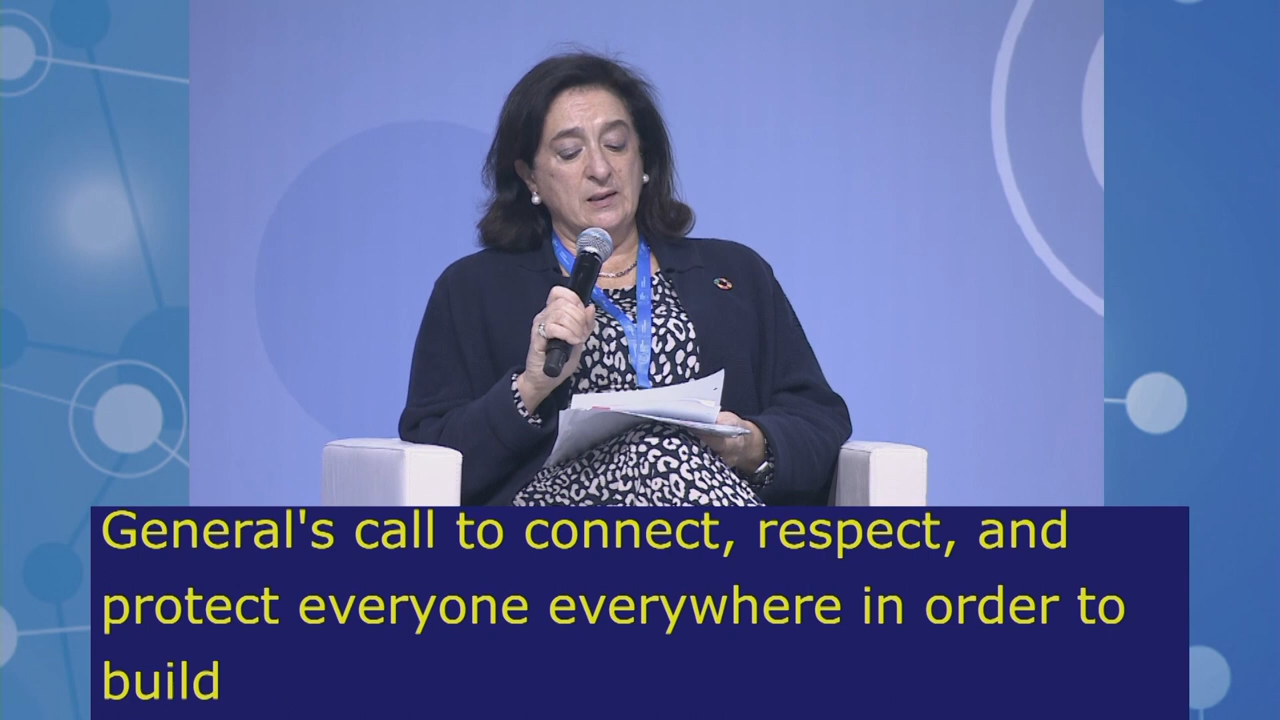 General's call to connect, respect, and
protect everyone everywhere in order to
build